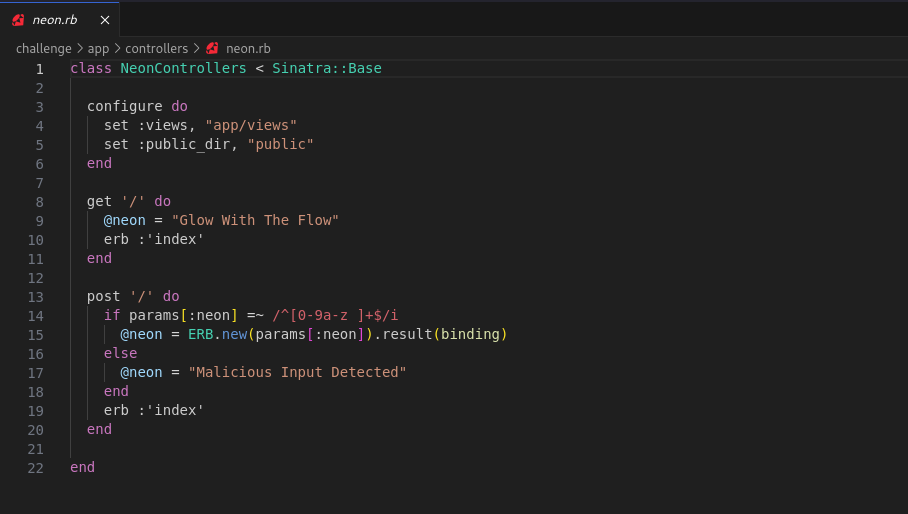 neon.rb
challenge > app > controllers > neon.rb
1 class NeonControllers < Sinatra::Base
2
3 configure do
4 set :views, "app/views"
5 set :public_dir, "public"
6 end
7
8 get '/' do
9 @neon = "Glow With The Flow"
10 erb :'index'
11 end
12
13 post '/' do
14 if params[:neon] =~ /^[0-9a-z ]+$/i
15 @neon = ERB.new(params[:neon]).result(binding)
16 else
17 @neon = "Malicious Input Detected"
18 end
19 erb :'index'
20 end
21
22 end